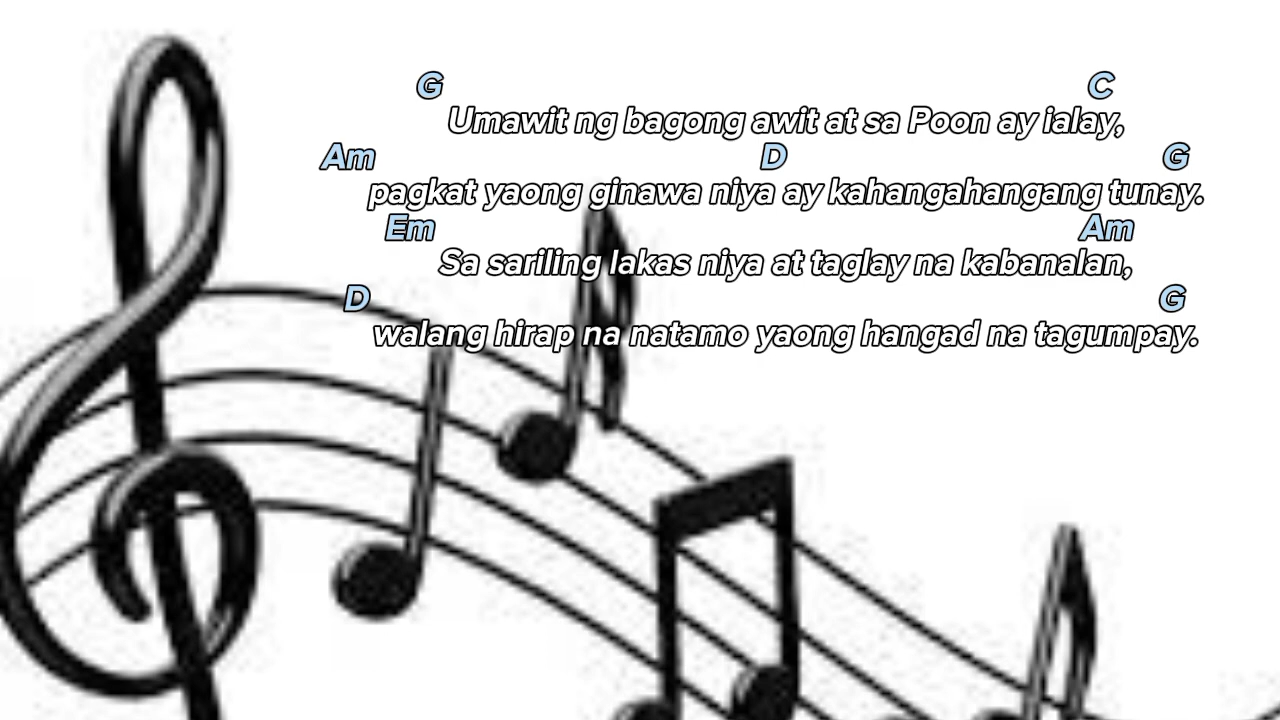 G C
Umawit ng bagong awit at sa Poon ay ialay,
Am D G
pagkat yaong ginawa niya ay kahangahangang tunay.
Em Am
Sa sariling lakas niya at taglay na kabanalan,
D G
walang hirap na natamo yaong hangad na tagumpay.